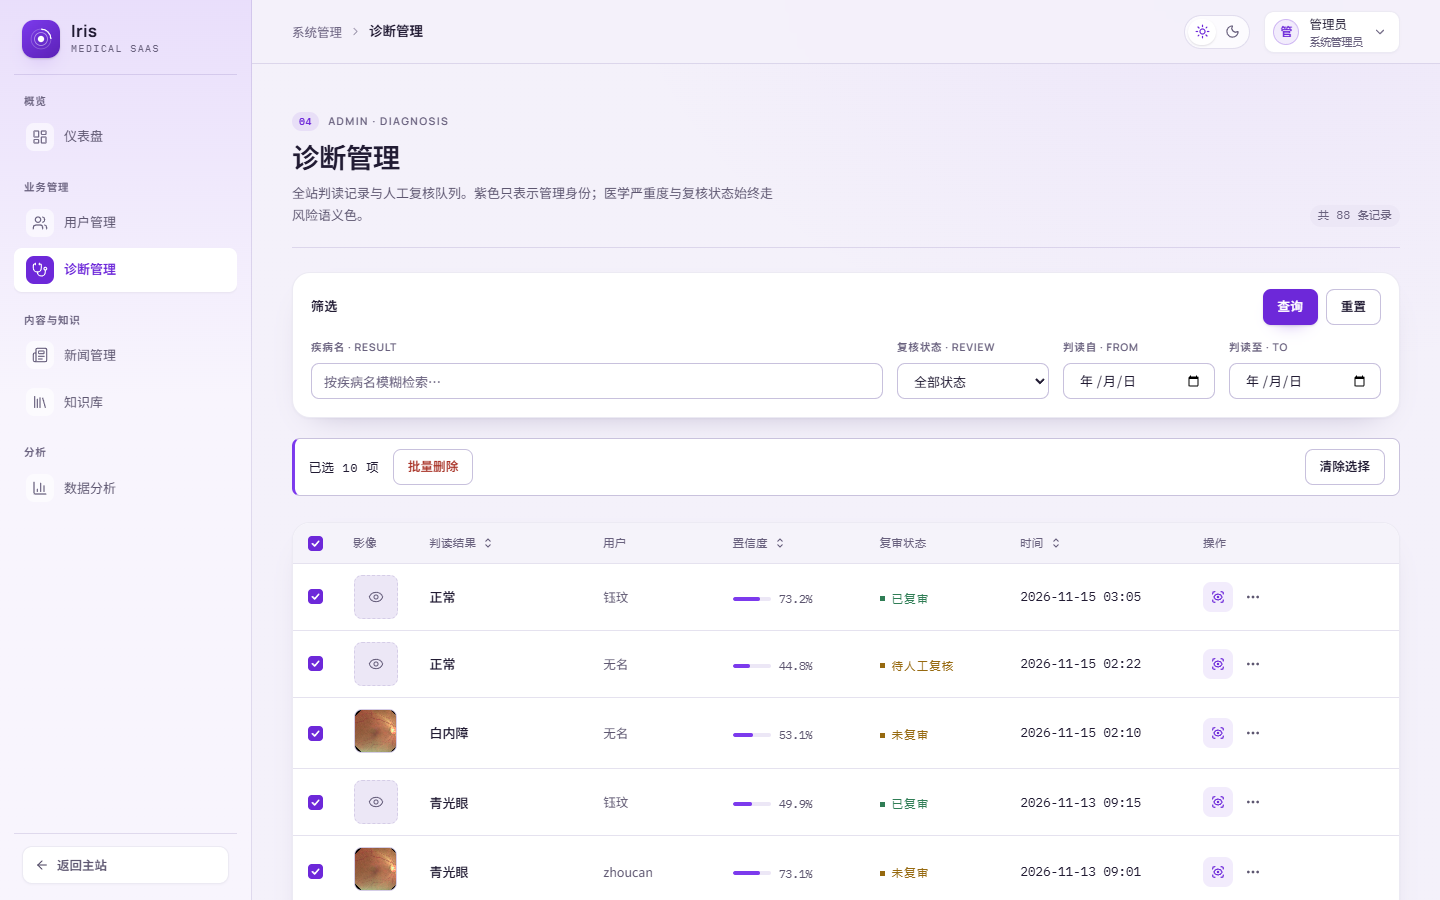 Iris
MEDICAL SAAS
概览
仪表盘
业务管理
用户管理
诊断管理
内容与知识
新闻管理
知识库
分析
数据分析
返回主站
系统管理 > 诊断管理
管 管理员
系统管理员
04 ADMIN · DIAGNOSIS
诊断管理
全站判读记录与人工复核队列。紫色只表示管理身份；医学严重度与复核状态始终走
风险语义色。
共 88 条记录
筛选
查询 重置
疾病名 · RESULT 复核状态 · REVIEW 判读自 · FROM 判读至 · TO
按疾病名模糊检索… 全部状态 年 /月/日 年 /月/日
已选 10 项 批量删除 清除选择
影像 判读结果 用户 置信度 复审状态 时间 操作
正常 钰玟 73.2% 已复审 2026-11-15 03:05
正常 无名 44.8% 待人工复核 2026-11-15 02:22
白内障 无名 53.1% 未复审 2026-11-15 02:10
青光眼 钰玟 49.9% 已复审 2026-11-13 09:15
青光眼 zhoucan 73.1% 未复审 2026-11-13 09:01